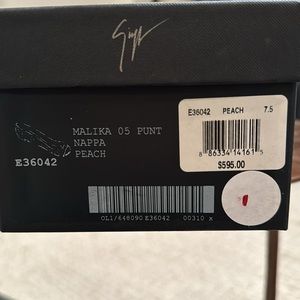 E36042 PEACH 7.5
MALIKA 05 PUNT
NAPPA
PEACH
8 86334 14161 5
$595.00
E36042
OL1/648090 E36042 00310 x